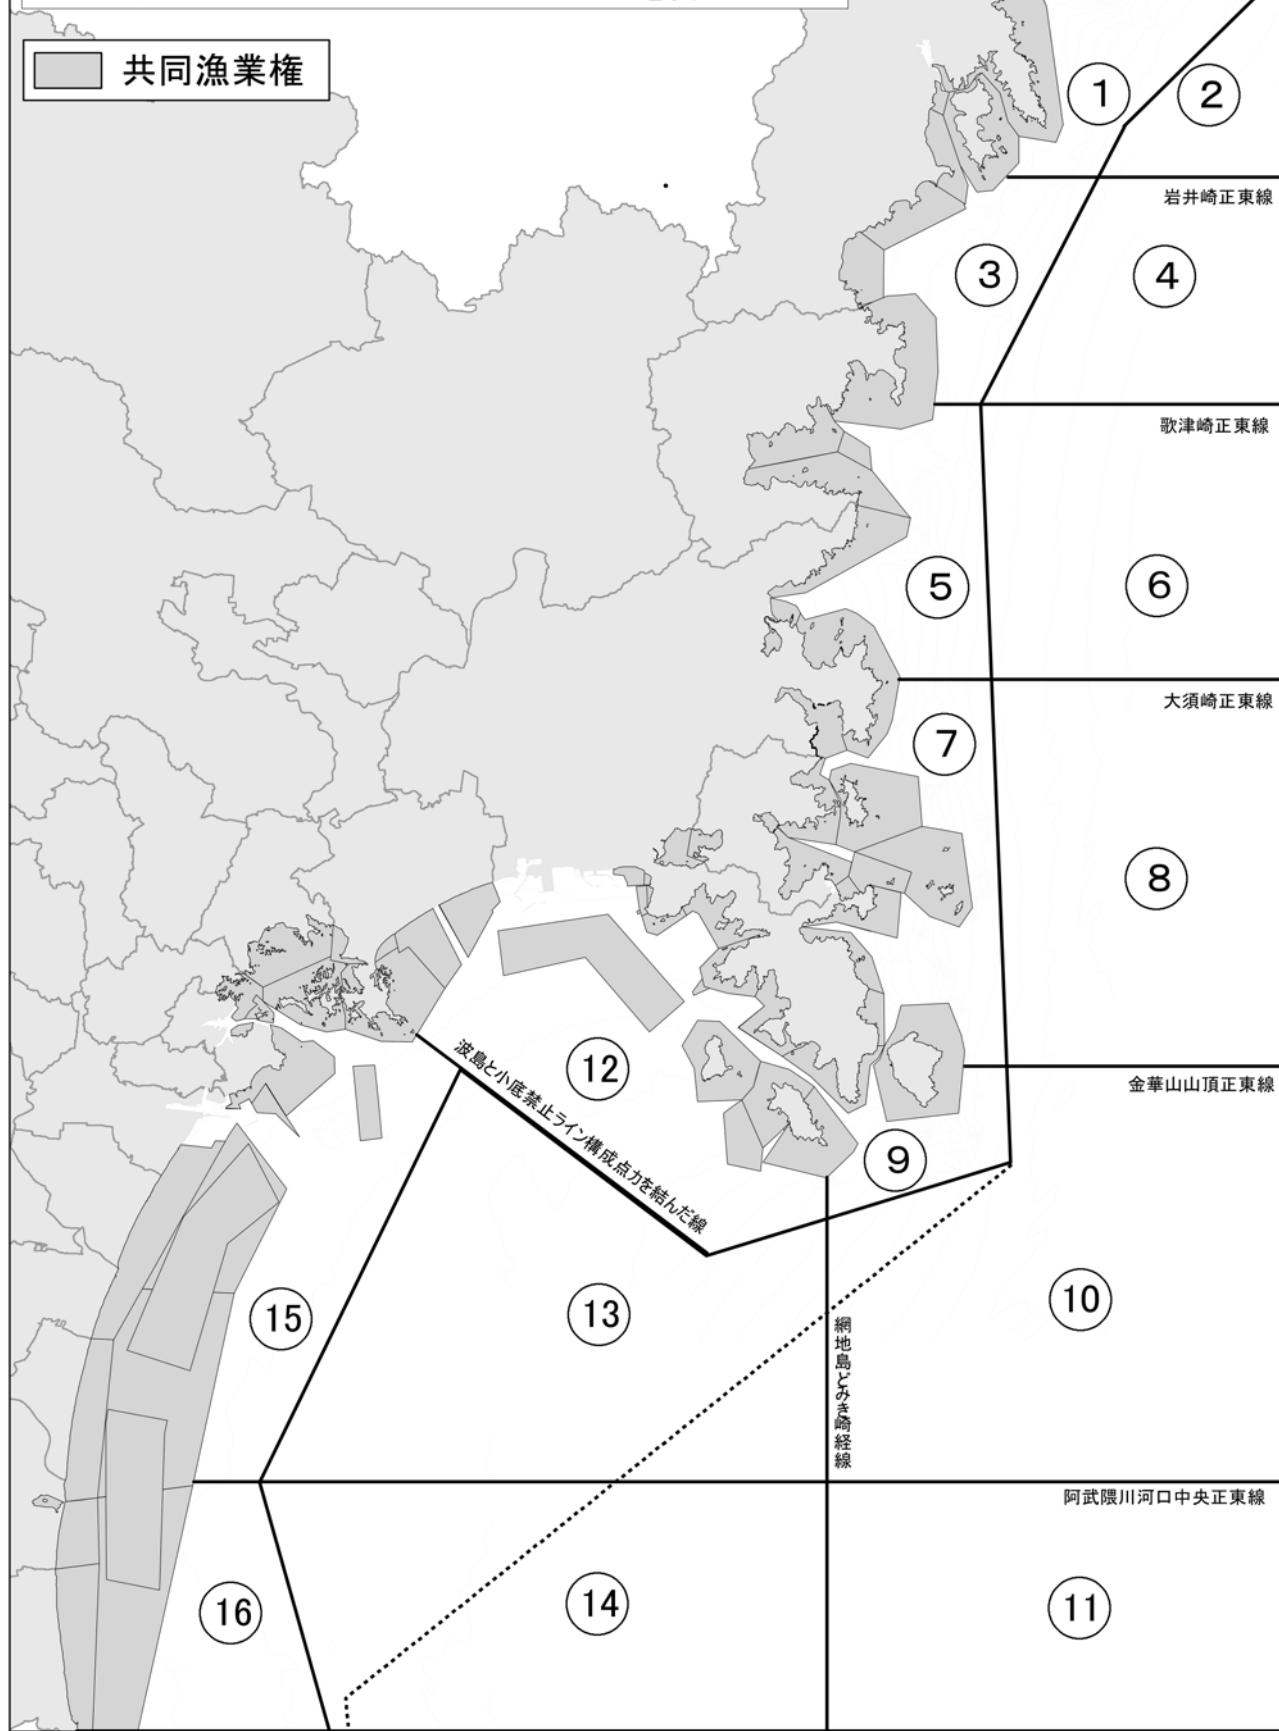 共同漁業権
①
②
岩井崎正東線
③
④
歌津崎正東線
⑤
⑥
大須崎正東線
⑦
⑧
波島と小底禁止ライン構成点カを結んだ線
⑫
金華山山頂正東線
⑨
⑩
⑬
⑮
網地島どみき崎経線
阿武隈川河口中央正東線
⑯
⑭
⑪